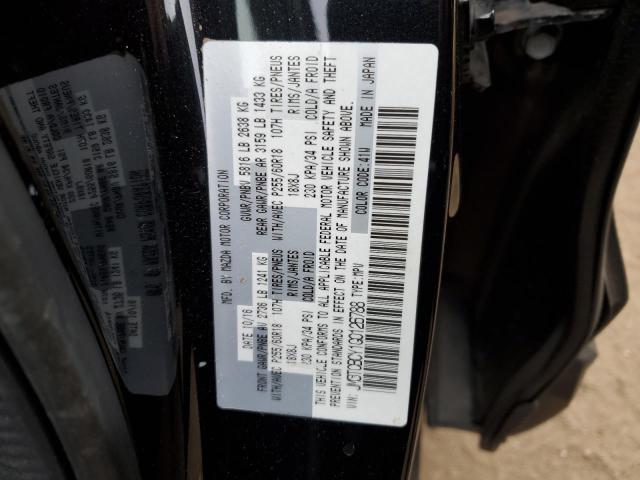 MFD. BY MAZDA MOTOR CORPORATION
10/16 GVWR/PNBV 5816 LB 2638 KG
FRONT GAWR/PNBE AV 2736 LB 1241 KG REAR GAWR/PNBE AR 3159 LB 1433 KG
WITH/AVEC P255/60R18 107H TIRES/PNEUS WITH/AVEC P255/60R18 107H TIRES/PNEUS
18X8J RIMS/JANTES 18X8J RIMS/JANTES
230 KPA/34 PSI COLD/A FROID 230 KPA/34 PSI COLD/A FROID
THIS VEHICLE CONFORMS TO ALL APPLICABLE FEDERAL MOTOR VEHICLE SAFETY AND THEFT
PREVENTION STANDARDS IN EFFECT ON THE DATE OF MANUFACTURE SHOWN ABOVE.
VIN: TYPE:MPV COLOR CODE:41W MADE IN JAPAN